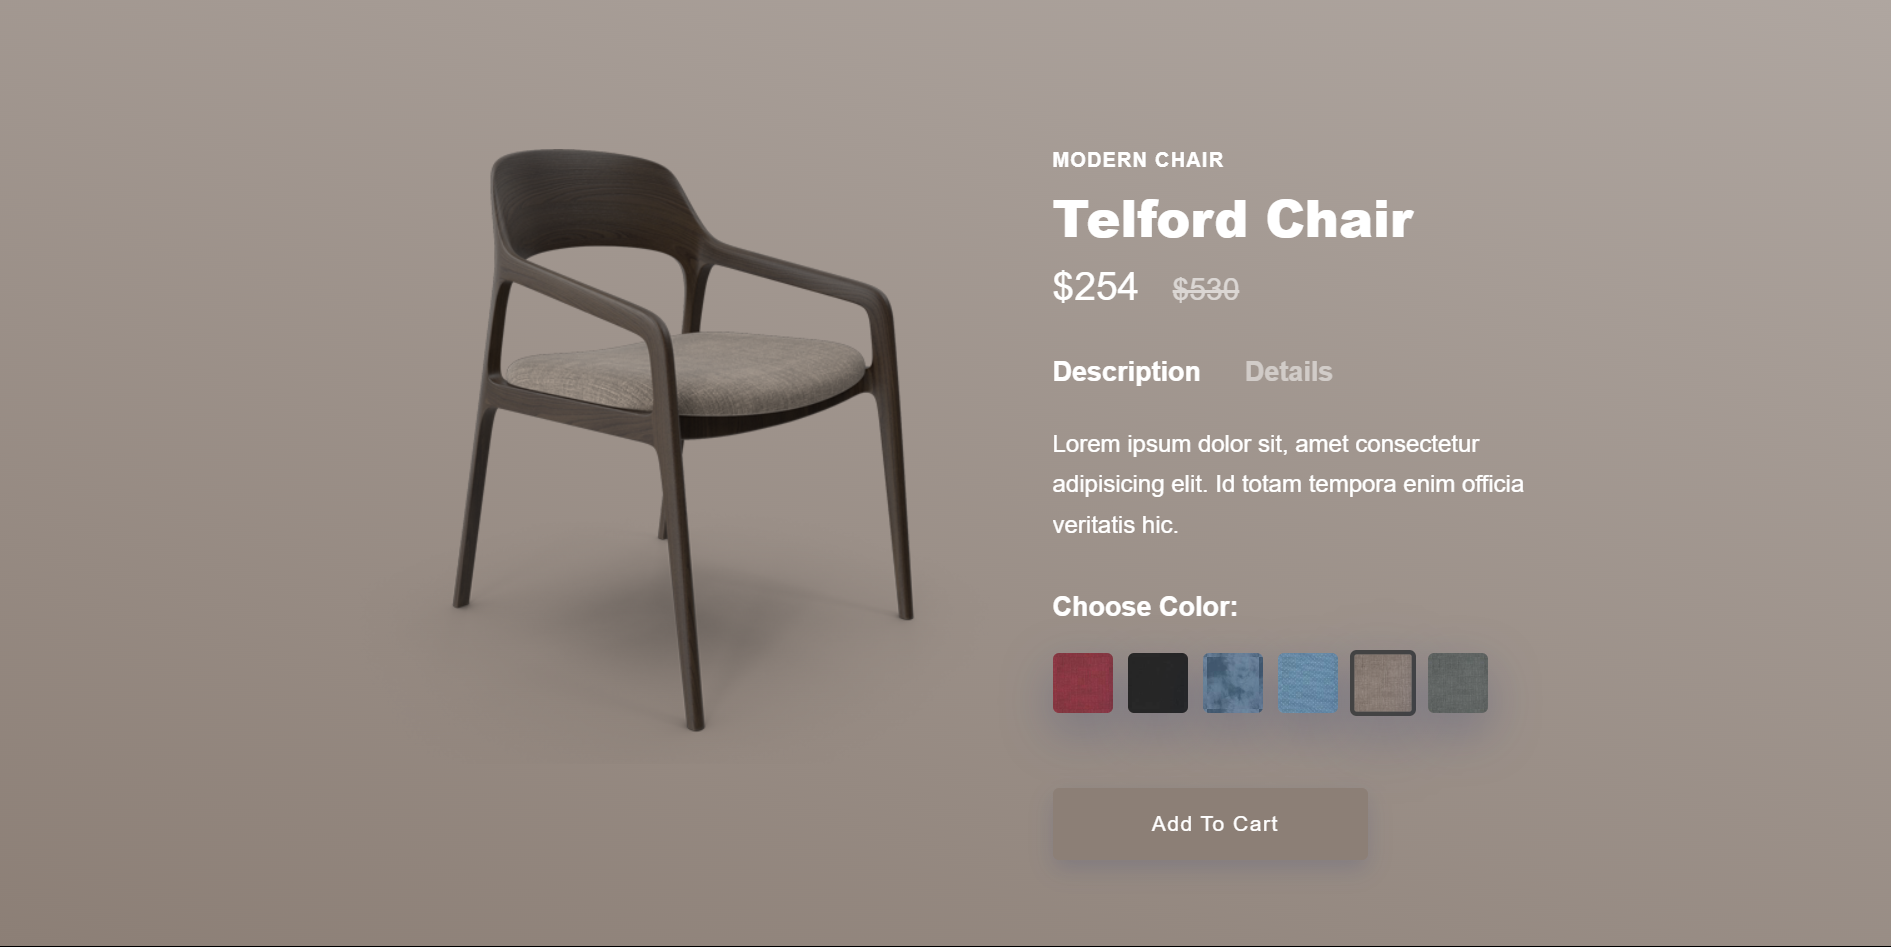 MODERN CHAIR
Telford Chair
$254 $530
Description Details
Lorem ipsum dolor sit, amet consectetur
adipisicing elit. Id totam tempora enim officia
veritatis hic.
Choose Color:
Add To Cart